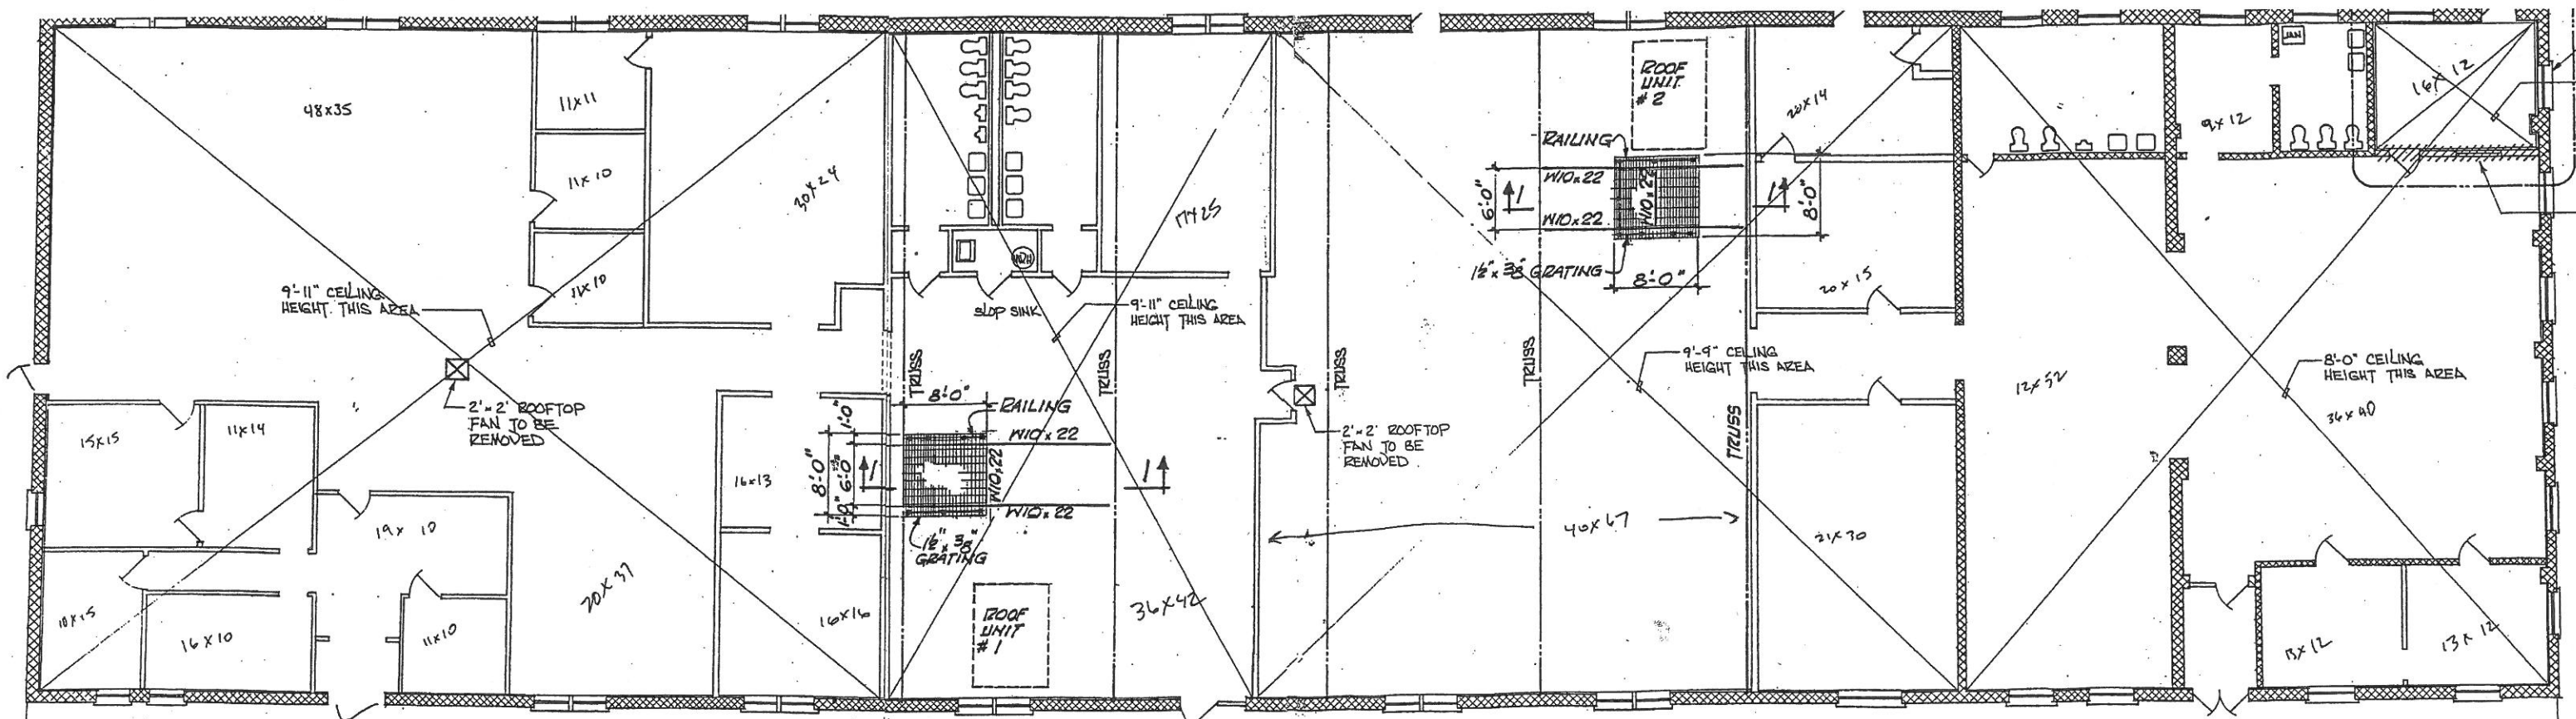 48x35
11x11
11x10
11x10
30x24
9'-11" CEILING
HEIGHT THIS AREA
2'x2' ROOFTOP
FAN TO BE
REMOVED
15x15
11x14
19x 10
10x15
16x10
11x10
20x37
16x13
16x16
17x25
SLOP SINK
9'-11" CEILING
HEIGHT THIS AREA
TRUSS
TRUSS
8'-0"
RAILING
W10x22
W10x22
W10x22
1'-0"
6'-0"
1'-0"
8'-0"
1
1
1½" x ⅜"
GRATING
ROOF
UNIT
#1
36x42
TRUSS
TRUSS
TRUSS
2'x2' ROOFTOP
FAN TO BE
REMOVED
ROOF
UNIT
#2
RAILING
W10x22
W10x22
W10x22
6'-0"
1
1
8'-0"
1½" x ⅜" GRATING
8'-0"
9'-9" CEILING
HEIGHT THIS AREA
40x67
20x14
20x15
21x30
12x52
9x12
JAN
16x12
8'-0" CEILING
HEIGHT THIS AREA
36x40
13x12
13x12